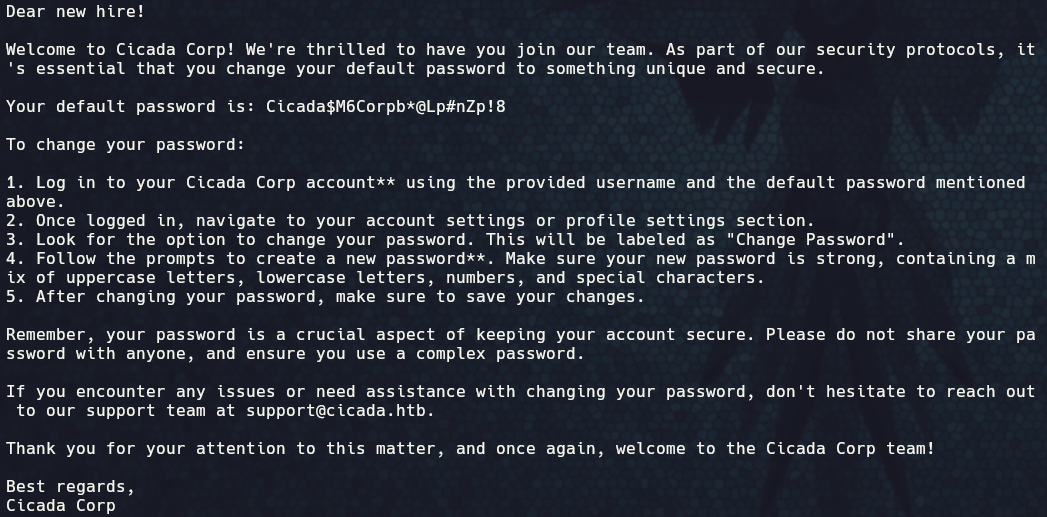 Dear new hire!
Welcome to Cicada Corp! We're thrilled to have you join our team. As part of our security protocols, it
's essential that you change your default password to something unique and secure.
Your default password is: Cicada$M6Corpb*@Lp#nZp!8
To change your password:
1. Log in to your Cicada Corp account** using the provided username and the default password mentioned
above.
2. Once logged in, navigate to your account settings or profile settings section.
3. Look for the option to change your password. This will be labeled as "Change Password".
4. Follow the prompts to create a new password**. Make sure your new password is strong, containing a m
ix of uppercase letters, lowercase letters, numbers, and special characters.
5. After changing your password, make sure to save your changes.
Remember, your password is a crucial aspect of keeping your account secure. Please do not share your pa
ssword with anyone, and ensure you use a complex password.
If you encounter any issues or need assistance with changing your password, don't hesitate to reach out
 to our support team at support@cicada.htb.
Thank you for your attention to this matter, and once again, welcome to the Cicada Corp team!
Best regards,
Cicada Corp